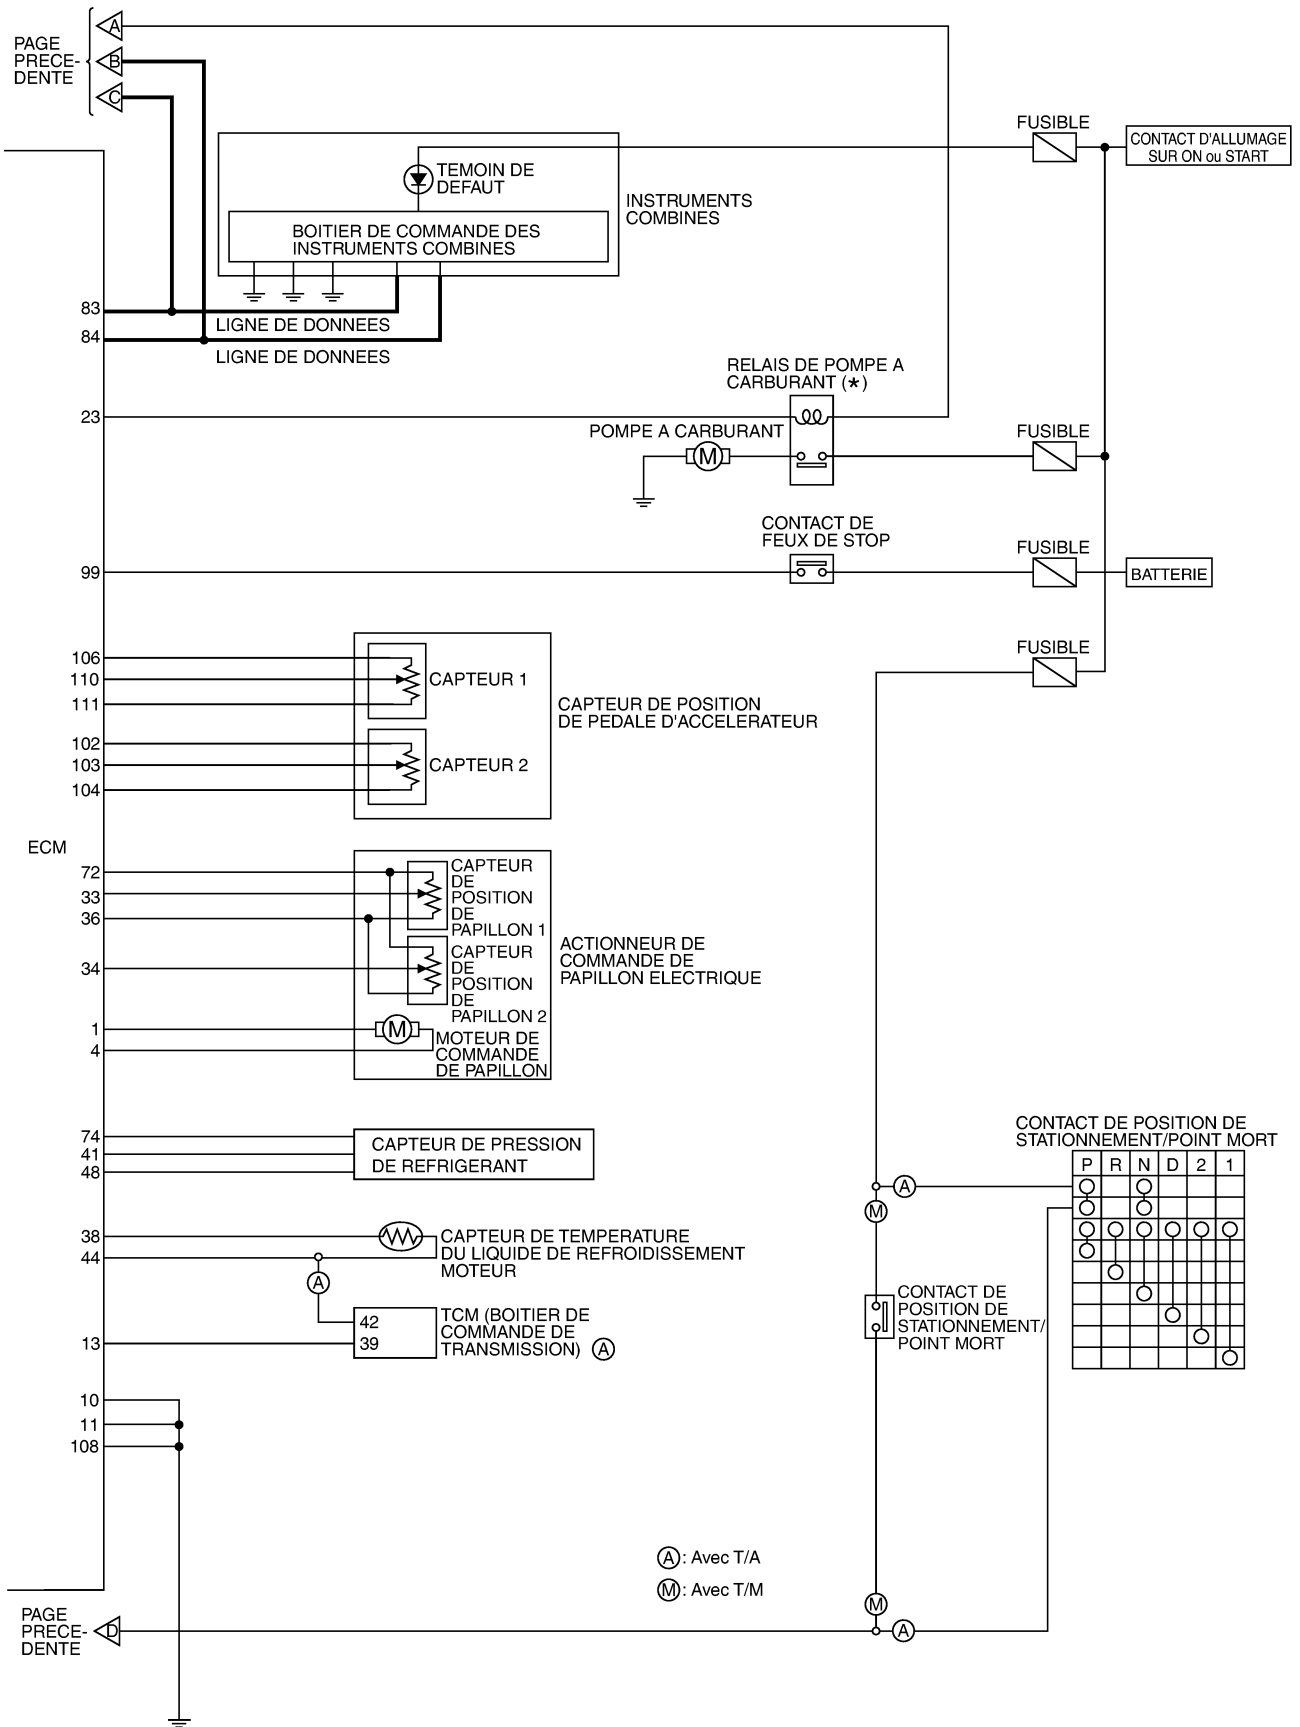 A
PAGE
PRECE-
DENTE
B
C
FUSIBLE
CONTACT D'ALLUMAGE
SUR ON ou START
TEMOIN DE
DEFAUT
INSTRUMENTS
COMBINES
BOITIER DE COMMANDE DES
INSTRUMENTS COMBINES
83
LIGNE DE DONNEES
84
LIGNE DE DONNEES
RELAIS DE POMPE A
CARBURANT (*)
23
POMPE A CARBURANT
M
FUSIBLE
CONTACT DE
FEUX DE STOP
99
FUSIBLE
BATTERIE
FUSIBLE
106
110
111
CAPTEUR 1
CAPTEUR DE POSITION
DE PEDALE D'ACCELERATEUR
102
103
104
CAPTEUR 2
ECM
72
33
36
CAPTEUR
DE
POSITION
DE
PAPILLON 1
34
CAPTEUR
DE
POSITION
DE
PAPILLON 2
ACTIONNEUR DE
COMMANDE DE
PAPILLON ELECTRIQUE
1
4
M
MOTEUR DE
COMMANDE
DE PAPILLON
74
41
48
CAPTEUR DE PRESSION
DE REFRIGERANT
CONTACT DE POSITION DE
STATIONNEMENT/POINT MORT
P R N D 2 1
A
M
38
44
CAPTEUR DE TEMPERATURE
DU LIQUIDE DE REFROIDISSEMENT
MOTEUR
A
42
39
TCM (BOITIER DE
COMMANDE DE
TRANSMISSION) A
13
CONTACT DE
POSITION DE
STATIONNEMENT/
POINT MORT
10
11
108
A : Avec T/A
M : Avec T/M
M
A
PAGE
PRECE-
DENTE
D